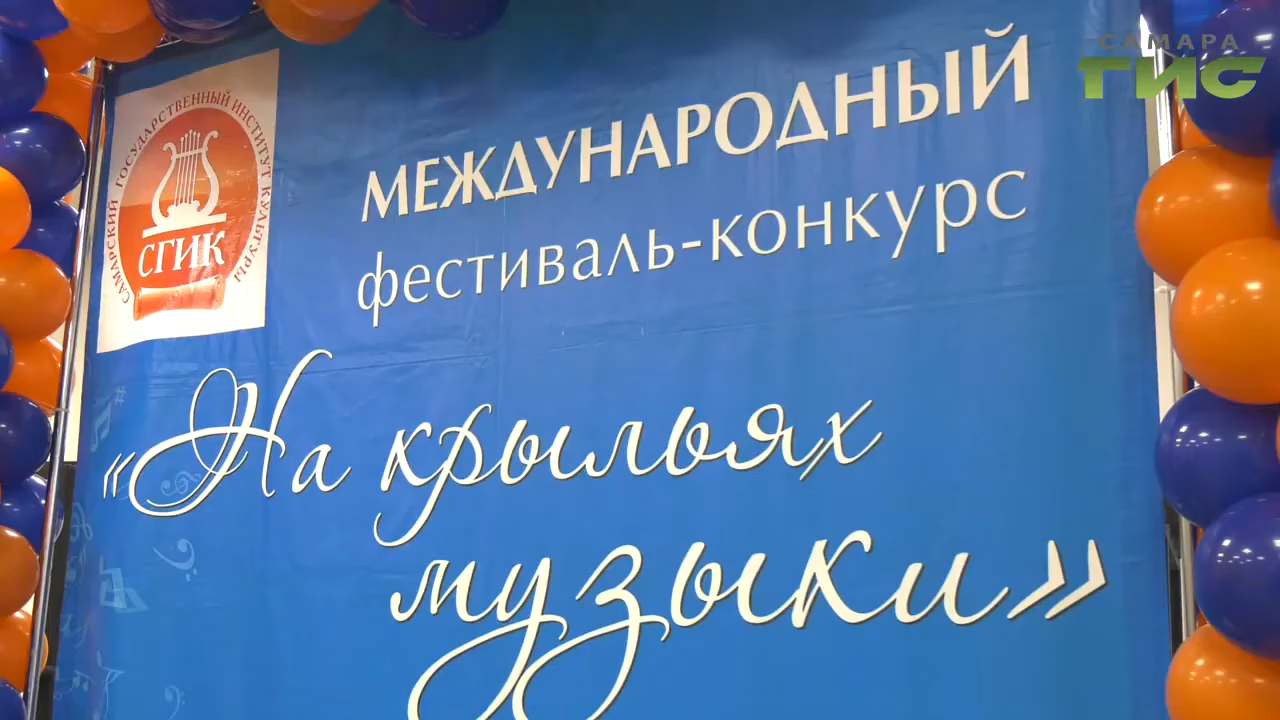 САМАРА
ГИС
САМАРСКИЙ ГОСУДАРСТВЕННЫЙ ИНСТИТУТ КУЛЬТУРЫ
СГИК
МЕЖДУНАРОДНЫЙ
фестиваль-конкурс
«На крыльях
музыки»